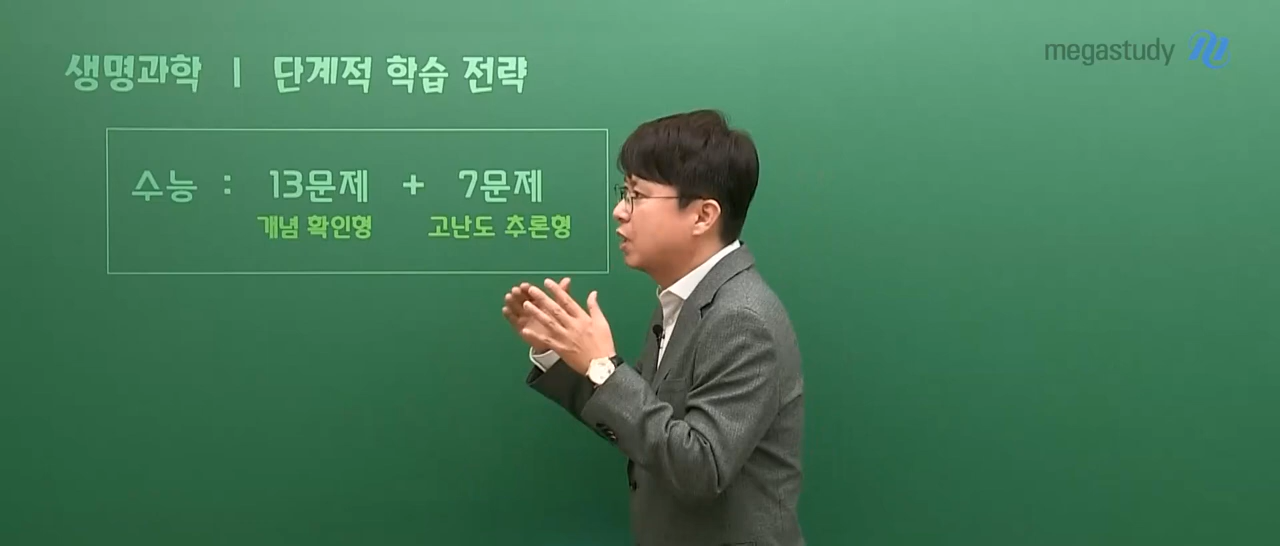 생명과학 I 단계적 학습 전략
megastudy
수능 : 13문제 + 7문제
개념 확인형 고난도 추론형